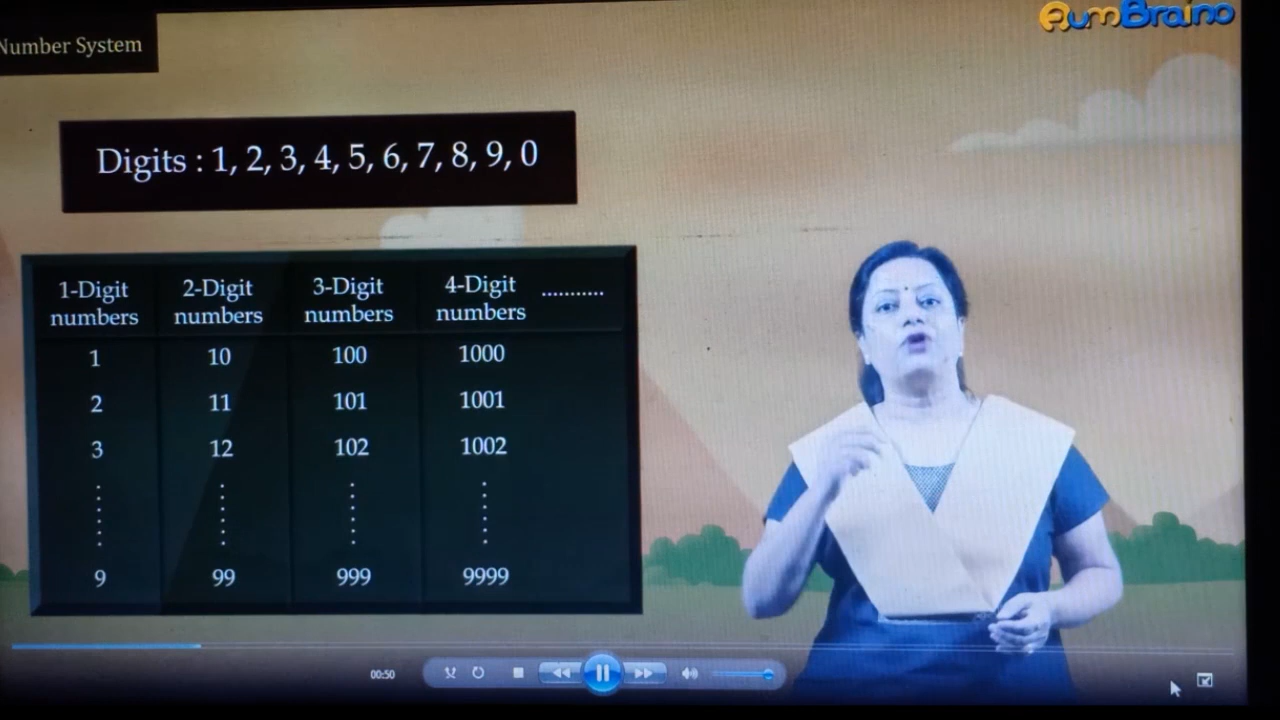 Number System
AumBraino
Digits : 1, 2, 3, 4, 5, 6, 7, 8, 9, 0
1-Digit numbers 2-Digit numbers 3-Digit numbers 4-Digit numbers ...........
1 10 100 1000
2 11 101 1001
3 12 102 1002
9 99 999 9999
00:50